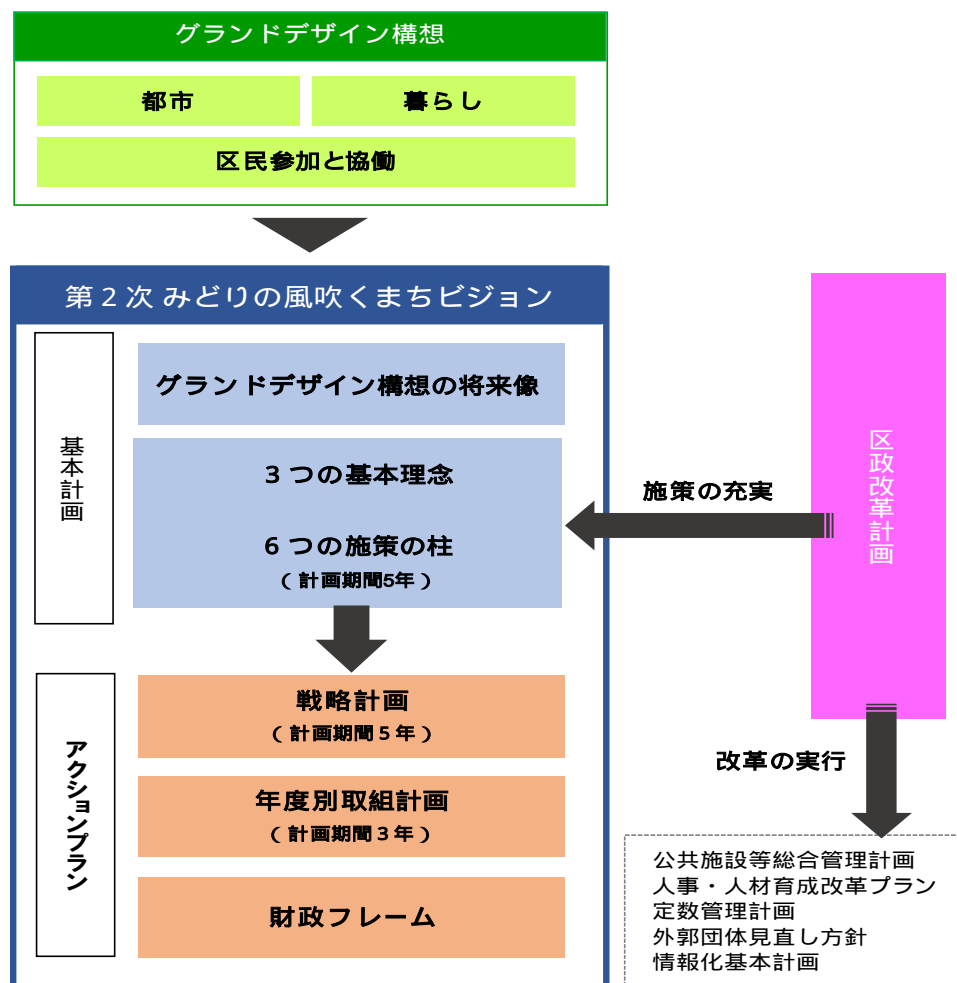 グランドデザイン構想
都市
暮らし
区民参加と協働
第２次 みどりの風吹くまちビジョン
基本計画
グランドデザイン構想の将来像
３つの基本理念
６つの施策の柱
（計画期間5年）
施策の充実
区政改革計画
アクションプラン
戦略計画
（計画期間５年）
年度別取組計画
（計画期間３年）
財政フレーム
改革の実行
公共施設等総合管理計画
人事・人材育成改革プラン
定数管理計画
外郭団体見直し方針
情報化基本計画